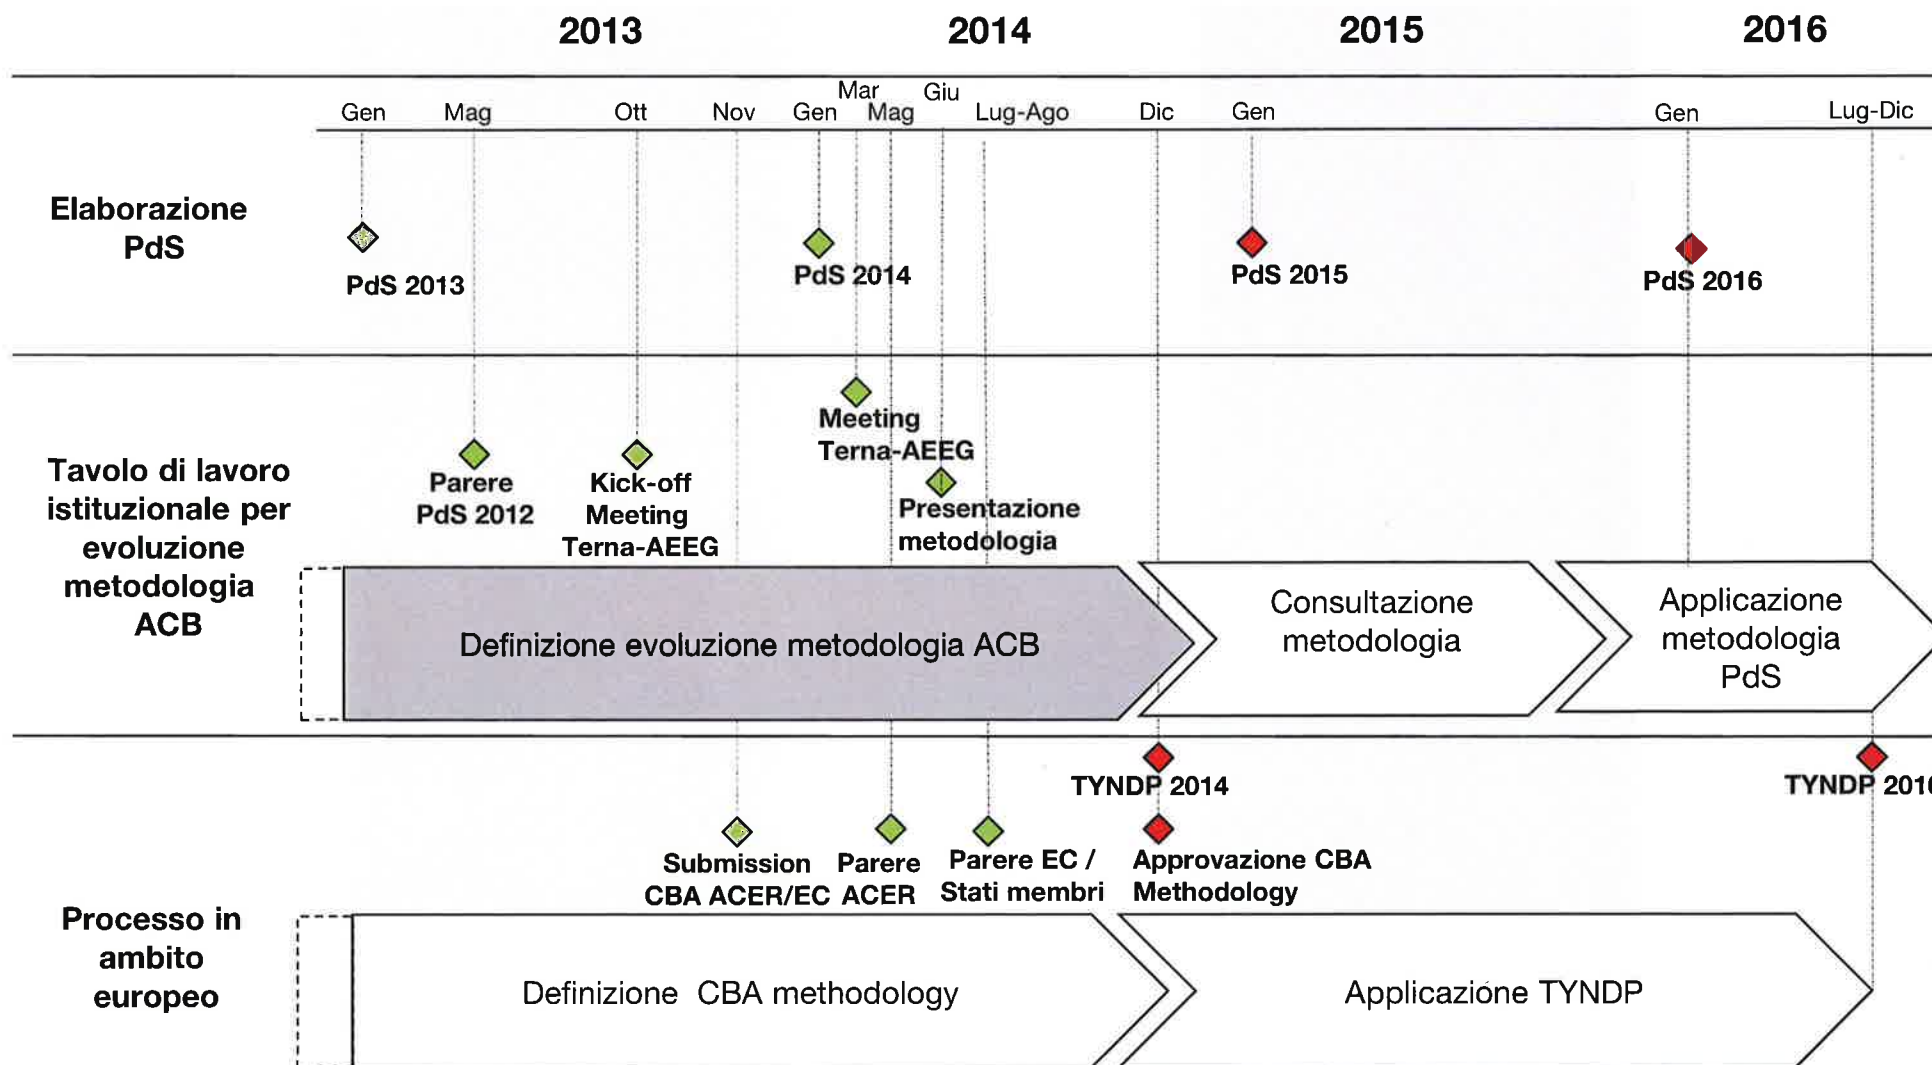 2013 2014 2015 2016
Mar Giu
Gen Mag Ott Nov Gen Mag Lug-Ago Dic Gen Gen Lug-Dic
Elaborazione
PdS
PdS 2013
PdS 2014
PdS 2015
PdS 2016
Tavolo di lavoro
istituzionale per
evoluzione
metodologia
ACB
Parere
PdS 2012
Kick-off
Meeting
Terna-AEEG
Meeting
Terna-AEEG
Presentazione
metodologia
Definizione evoluzione metodologia ACB
Consultazione
metodologia
Applicazione
metodologia
PdS
Processo in
ambito
europeo
TYNDP 2014
TYNDP 2016
Submission
CBA ACER/EC
Parere
ACER
Parere EC /
Stati membri
Approvazione CBA
Methodology
Definizione CBA methodology
Applicazione TYNDP